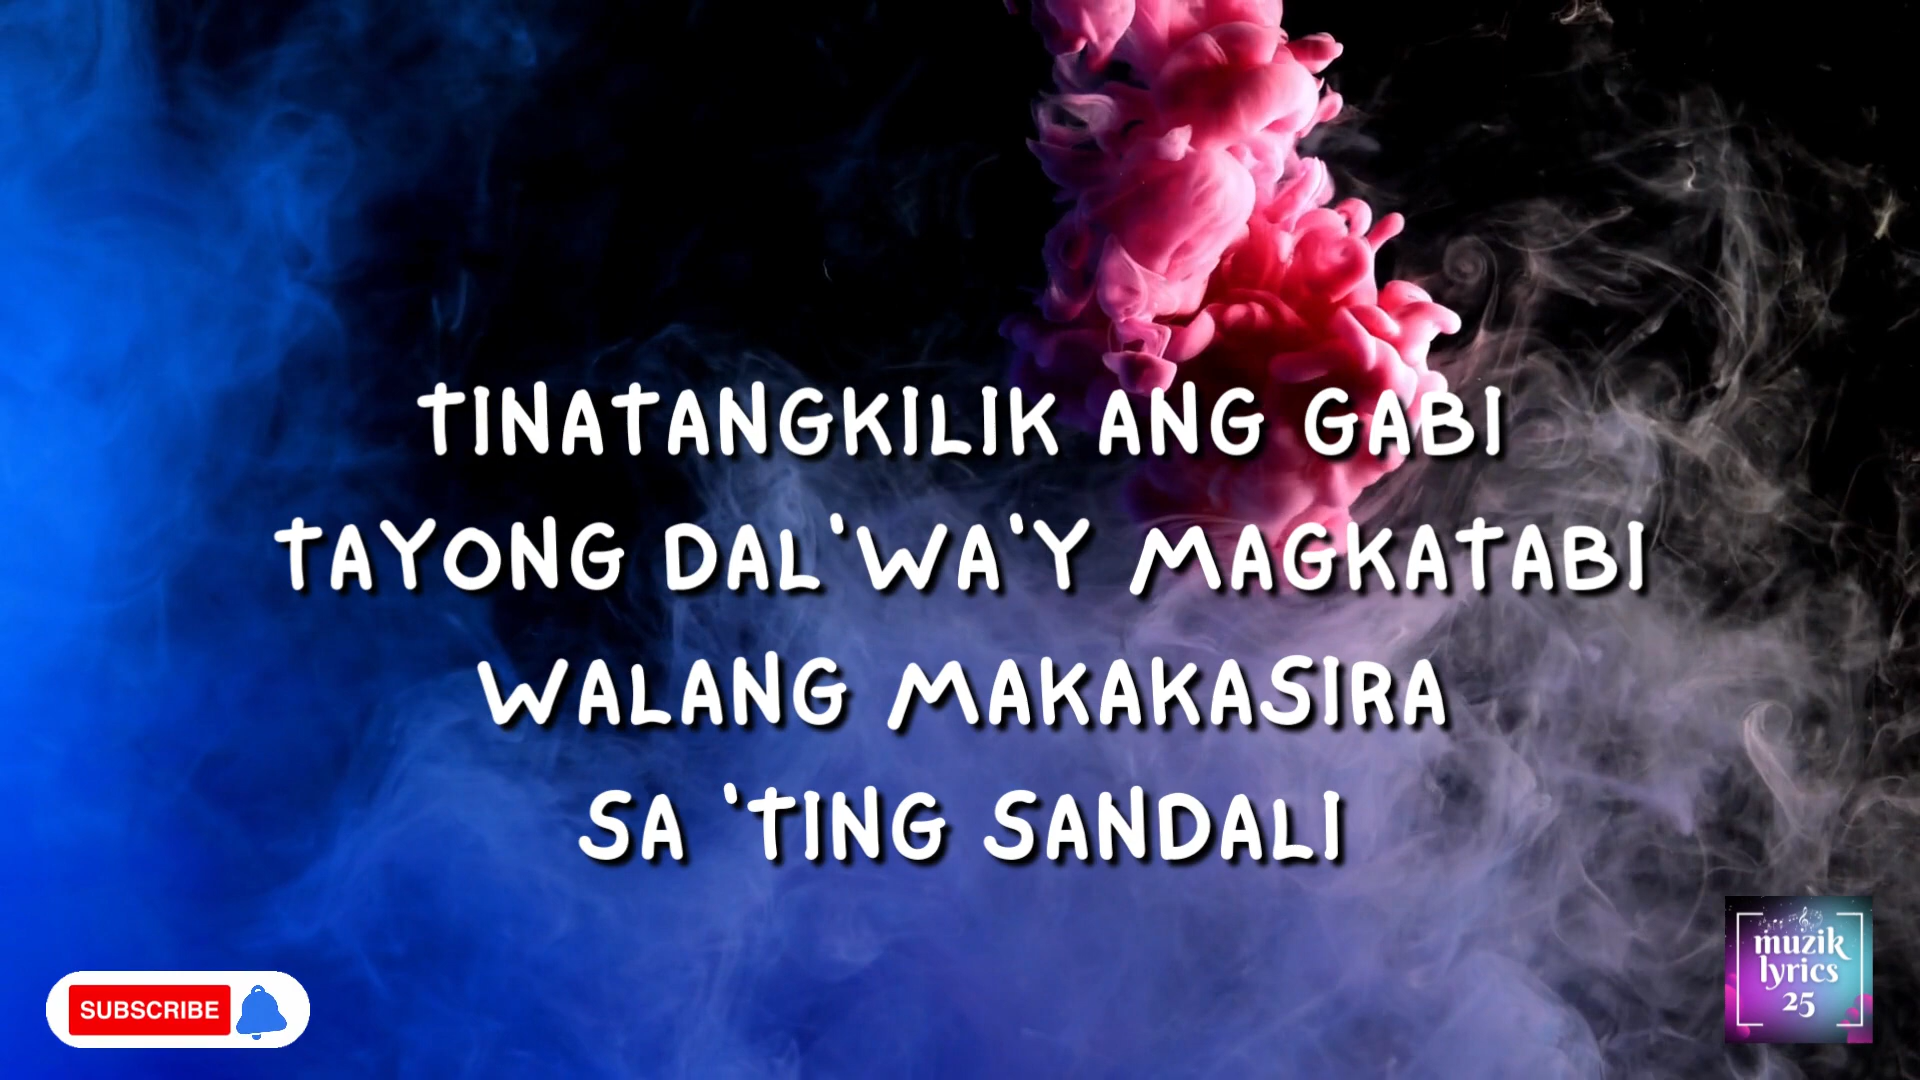 TINATANGKILIK ANG GABI
TAYONG DAL'WA'Y MAGKATABI
WALANG MAKAKASIRA
SA 'TING SANDALI
SUBSCRIBE
muzik
lyrics
25